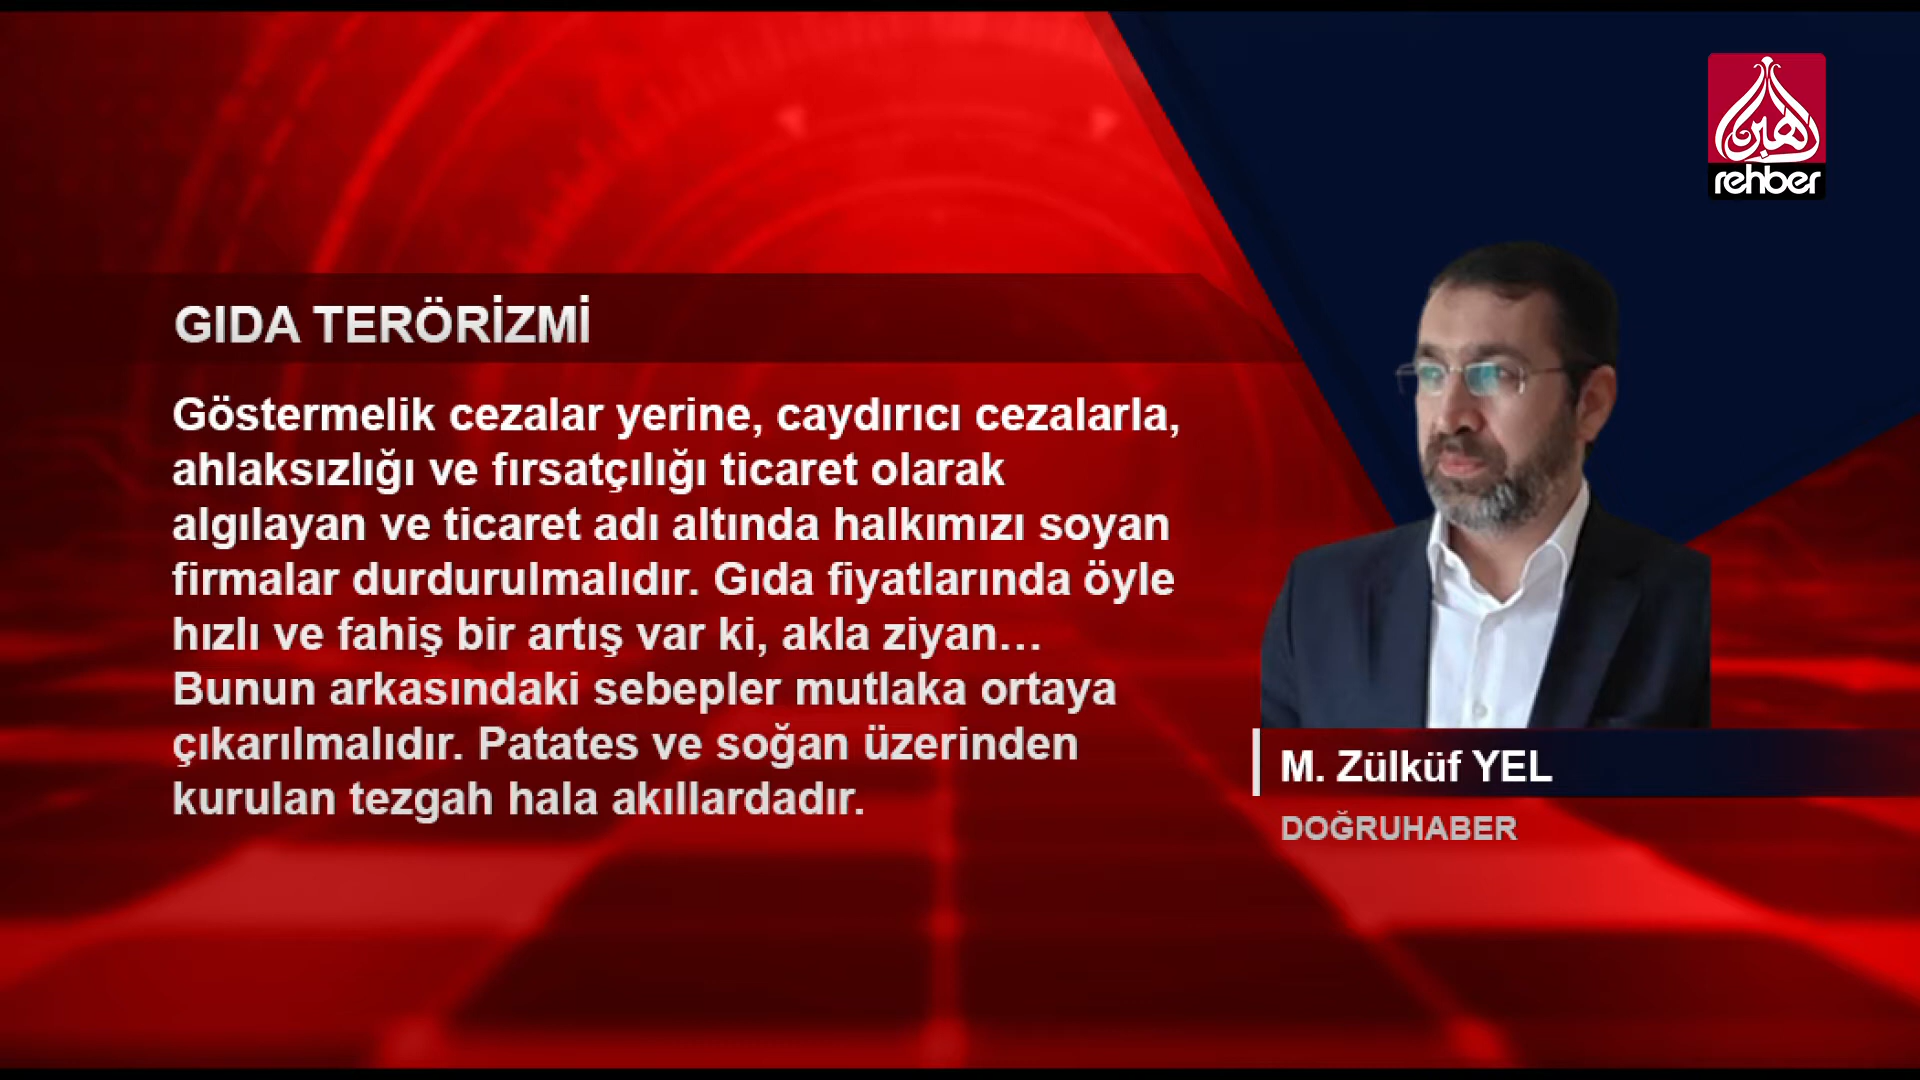 رهبر
rehber
GIDA TERÖRİZMİ
Göstermelik cezalar yerine, caydırıcı cezalarla,
ahlaksızlığı ve fırsatçılığı ticaret olarak
algılayan ve ticaret adı altında halkımızı soyan
firmalar durdurulmalıdır. Gıda fiyatlarında öyle
hızlı ve fahiş bir artış var ki, akla ziyan…
Bunun arkasındaki sebepler mutlaka ortaya
çıkarılmalıdır. Patates ve soğan üzerinden
kurulan tezgah hala akıllardadır.
M. Zülküf YEL
DOĞRUHABER